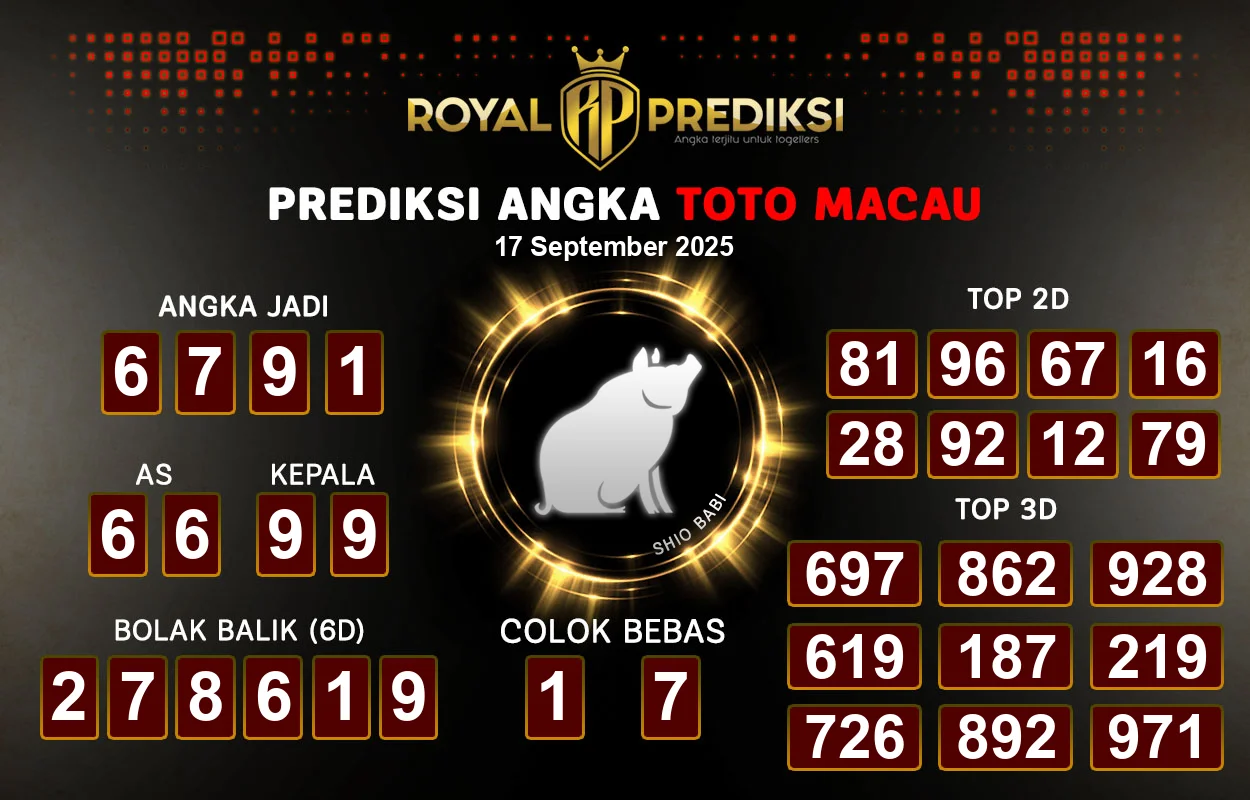 ROYAL RP PREDIKSI
Angka terjitu untuk togellers
PREDIKSI ANGKA TOTO MACAU
17 September 2025
ANGKA JADI
6 7 9 1
AS
6 6
KEPALA
9 9
BOLAK BALIK (6D)
2 7 8 6 1 9
SHIO BABI
COLOK BEBAS
1 7
TOP 2D
81 96 67 16
28 92 12 79
TOP 3D
697 862 928
619 187 219
726 892 971